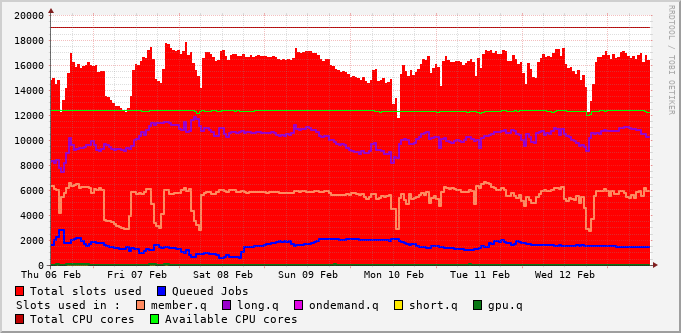 20000
18000
16000
14000
12000
10000
8000
6000
4000
2000
0
Thu 06 Feb Fri 07 Feb Sat 08 Feb Sun 09 Feb Mon 10 Feb Tue 11 Feb Wed 12 Feb
Total slots used Queued Jobs
Slots used in : member.q long.q ondemand.q short.q gpu.q
Total CPU cores Available CPU cores
RRDTOOL / TOBI OETIKER